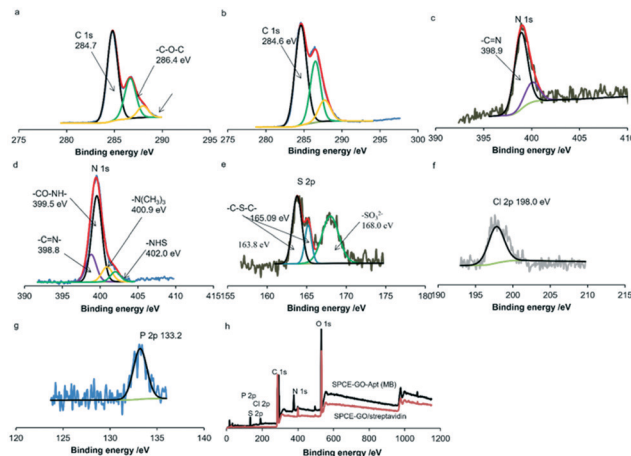 a
C 1s
284.7
-C-O-C
286.4 eV
275 280 285 290 295
Binding energy /eV
b
C 1s
284.6 eV
275 280 285 290 295 300
Binding energy /eV
c
N 1s
-C=N
398.9
390 395 400 405 410
Binding energy /eV
d
N 1s
-CO-NH-
399.5 eV
-C=N-
398.8
-N(CH3)3
400.9 eV
-NHS
402.0 eV
390 395 400 405 410 415
Binding energy /eV
e
S 2p
-C-S-C-
165.09 eV
163.8 eV
-SO3²-
168.0 eV
155 160 165 170 175 180
Binding energy /eV
f
Cl 2p 198.0 eV
190 195 200 205 210 215
Binding energy /eV
g
P 2p 133.2
120 125 130 135 140
Binding energy /eV
h
O 1s
C 1s
N 1s
P 2p
Cl 2p
S 2p
SPCE-GO-Apt (MB)
SPCE-GO/streptavidin
0 200 400 600 800 1000 1200
Binding energy /eV